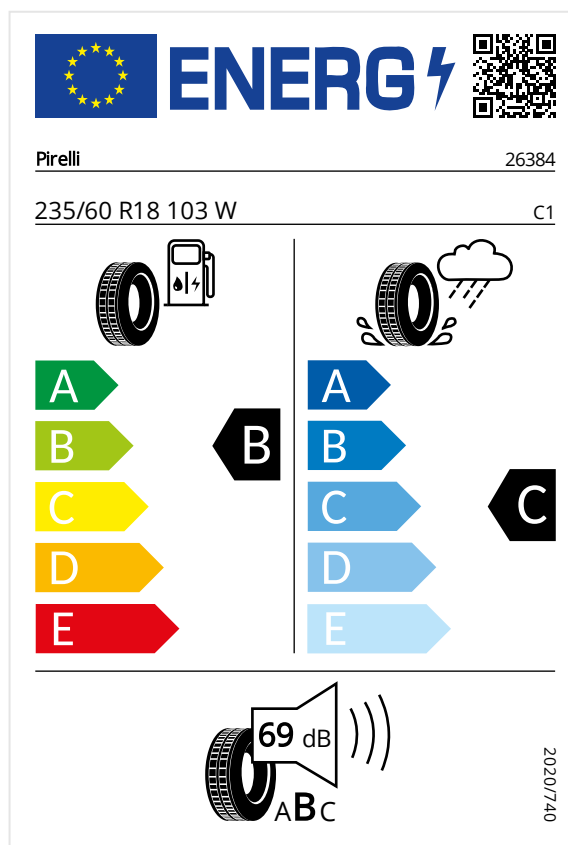 ENERG
Pirelli 26384
235/60 R18 103 W C1
A A
B B B
C C C
D D
E E
69 dB
ABC
2020/740